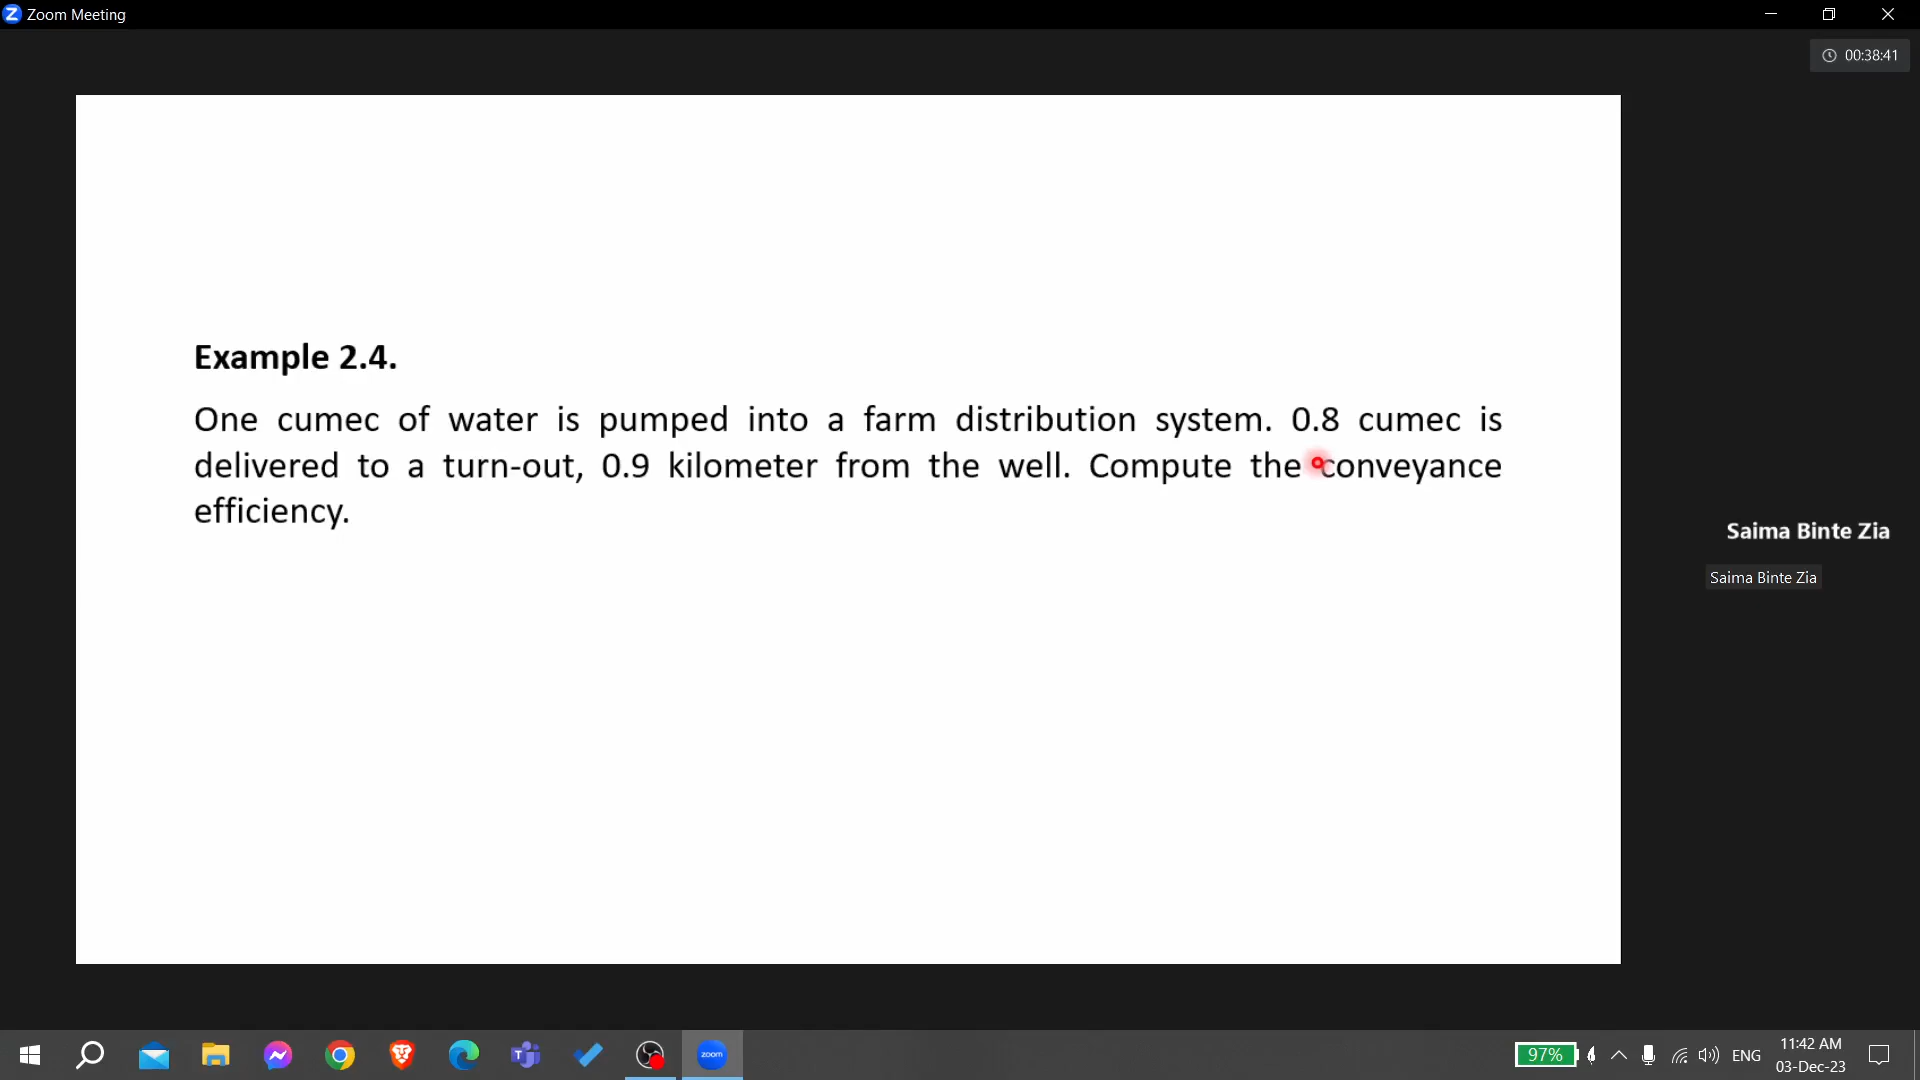 Zoom Meeting
00:38:41
Example 2.4.
One cumec of water is pumped into a farm distribution system. 0.8 cumec is
delivered to a turn-out, 0.9 kilometer from the well. Compute the conveyance
efficiency.
Saima Binte Zia
Saima Binte Zia
zoom
97%
ENG
11:42 AM
03-Dec-23